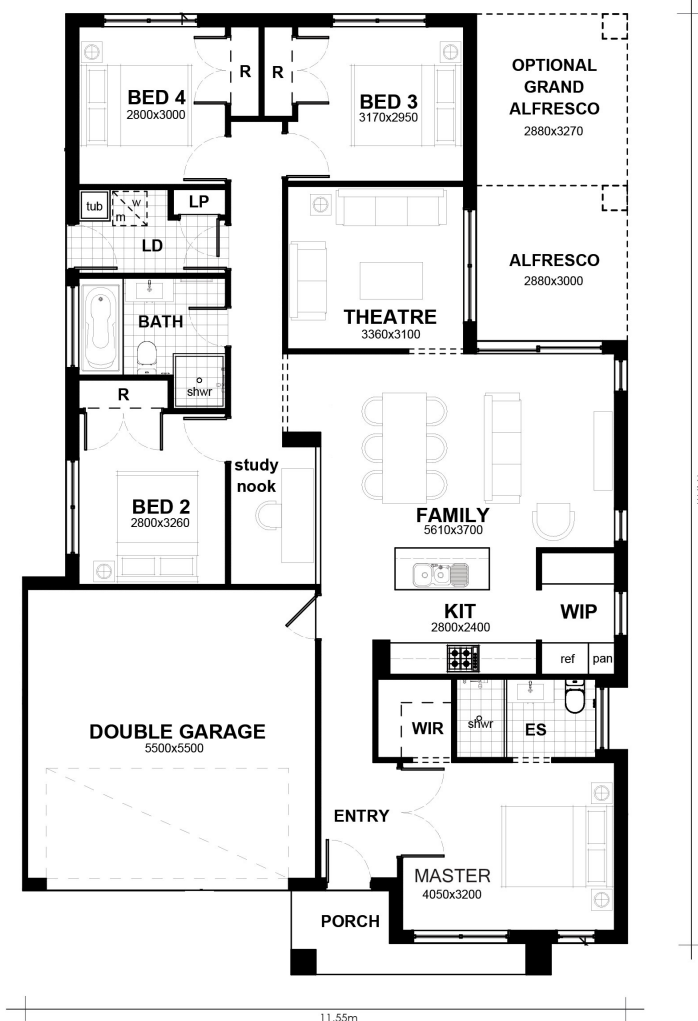 OPTIONAL
GRAND
ALFRESCO
2880x3270
BED 4
2800x3000
R
R
BED 3
3170x2950
tub
w
m
LP
LD
ALFRESCO
2880x3000
THEATRE
3360x3100
BATH
shwr
R
study
nook
BED 2
2800x3260
FAMILY
5610x3700
KIT
2800x2400
WIP
ref
pan
DOUBLE GARAGE
5500x5500
WIR
shwr
ES
ENTRY
MASTER
4050x3200
PORCH
11.55m